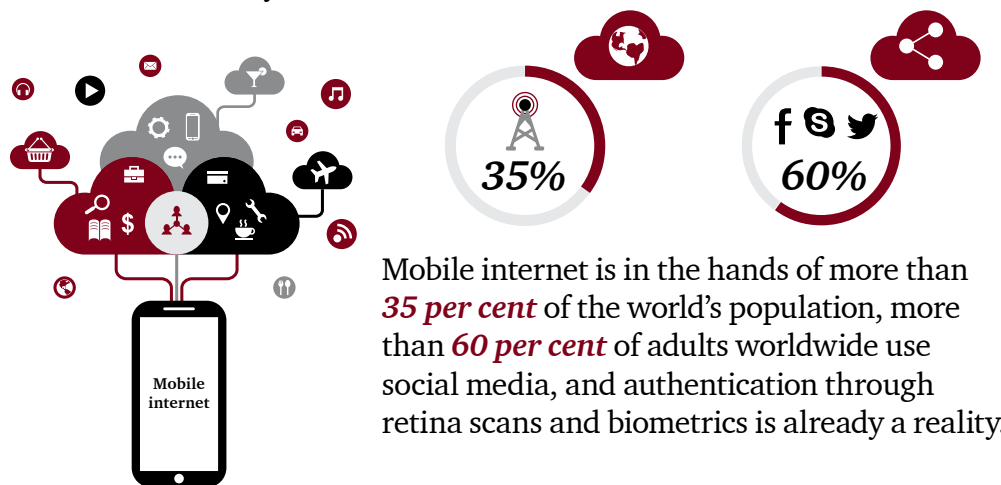 35%
60%
Mobile internet is in the hands of more than
35 per cent of the world's population, more
than 60 per cent of adults worldwide use
social media, and authentication through
retina scans and biometrics is already a reality.
Mobile
internet